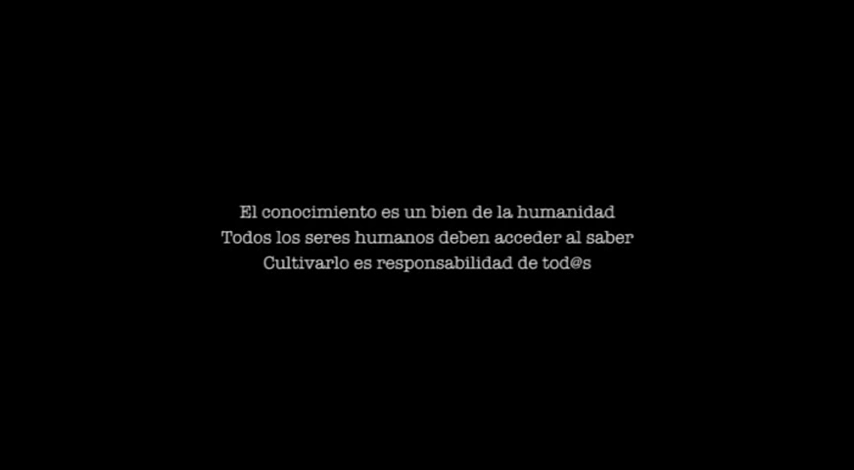 El conocimiento es un bien de la humanidad
Todos los seres humanos deben acceder al saber
Cultivarlo es responsabilidad de tod@s